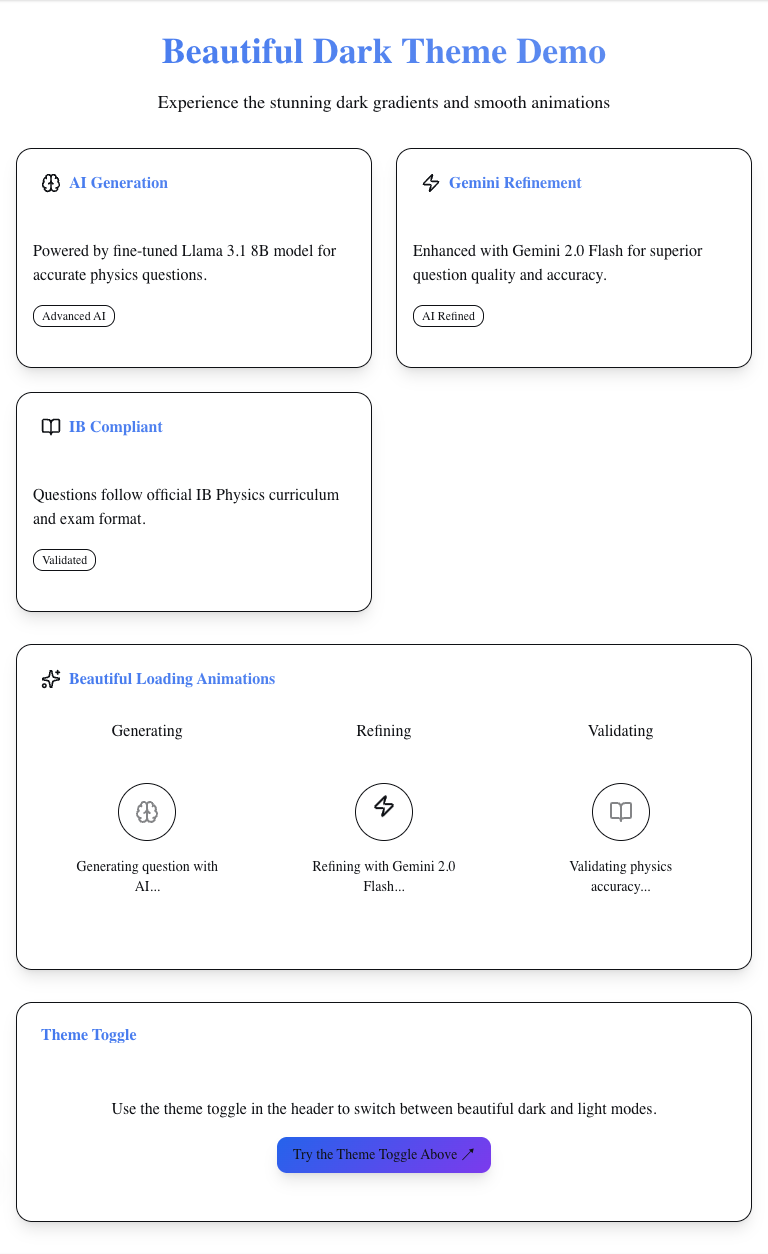 Beautiful Dark Theme Demo
Experience the stunning dark gradients and smooth animations
AI Generation
Powered by fine-tuned Llama 3.1 8B model for
accurate physics questions.
Advanced AI
Gemini Refinement
Enhanced with Gemini 2.0 Flash for superior
question quality and accuracy.
AI Refined
IB Compliant
Questions follow official IB Physics curriculum
and exam format.
Validated
Beautiful Loading Animations
Generating
Generating question with
AI...
Refining
Refining with Gemini 2.0
Flash...
Validating
Validating physics
accuracy...
Theme Toggle
Use the theme toggle in the header to switch between beautiful dark and light modes.
Try the Theme Toggle Above ↗